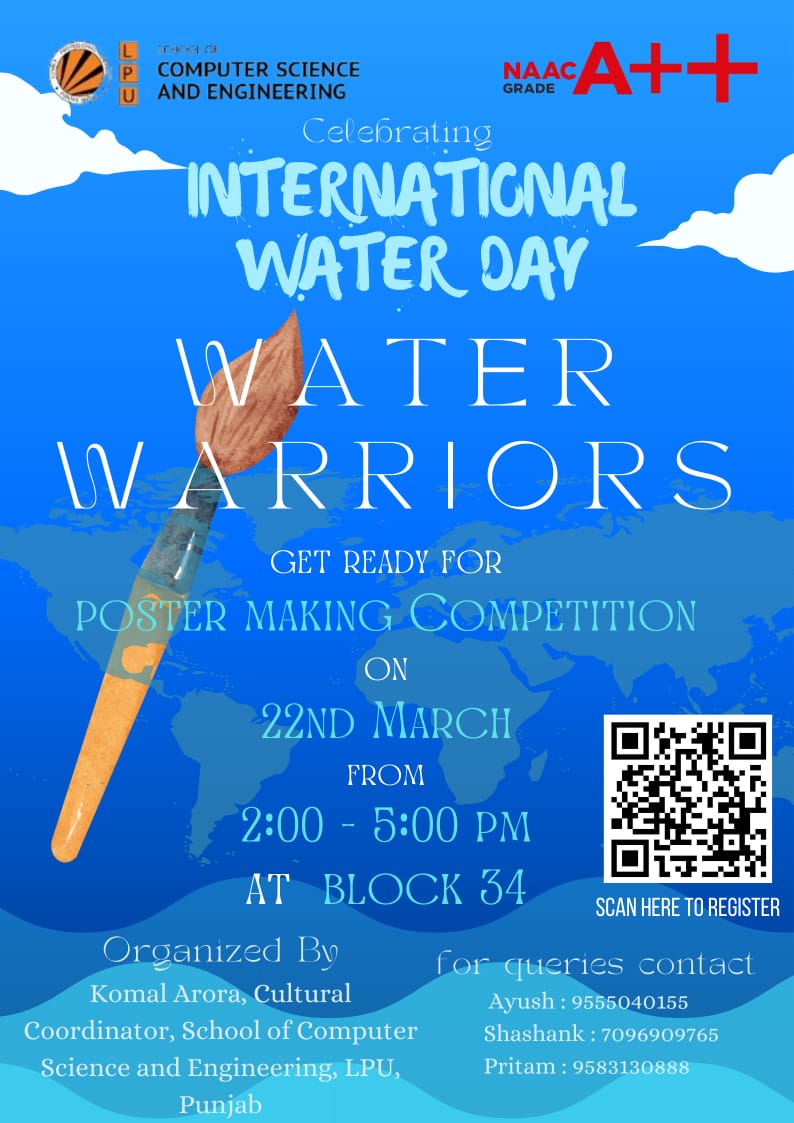 LPU
SCHOOL OF
COMPUTER SCIENCE
AND ENGINEERING
NAAC
GRADE
A++
Celebrating
INTERNATIONAL
WATER DAY
WATER
WARRIORS
GET READY FOR
POSTER MAKING COMPETITION
ON
22ND MARCH
FROM
2:00 - 5:00 PM
AT BLOCK 34
SCAN HERE TO REGISTER
Organized By
Komal Arora, Cultural
Coordinator, School of Computer
Science and Engineering, LPU,
Punjab
for queries contact
Ayush : 9555040155
Shashank : 7096909765
Pritam : 9583130888